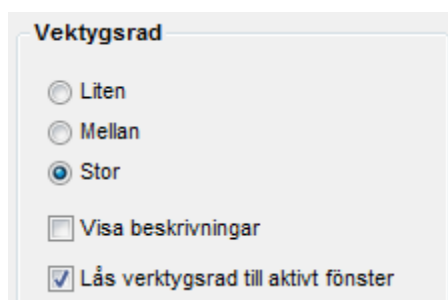 Vektygsrad
Liten
Mellan
Stor
Visa beskrivningar
Lås verktygsrad till aktivt fönster